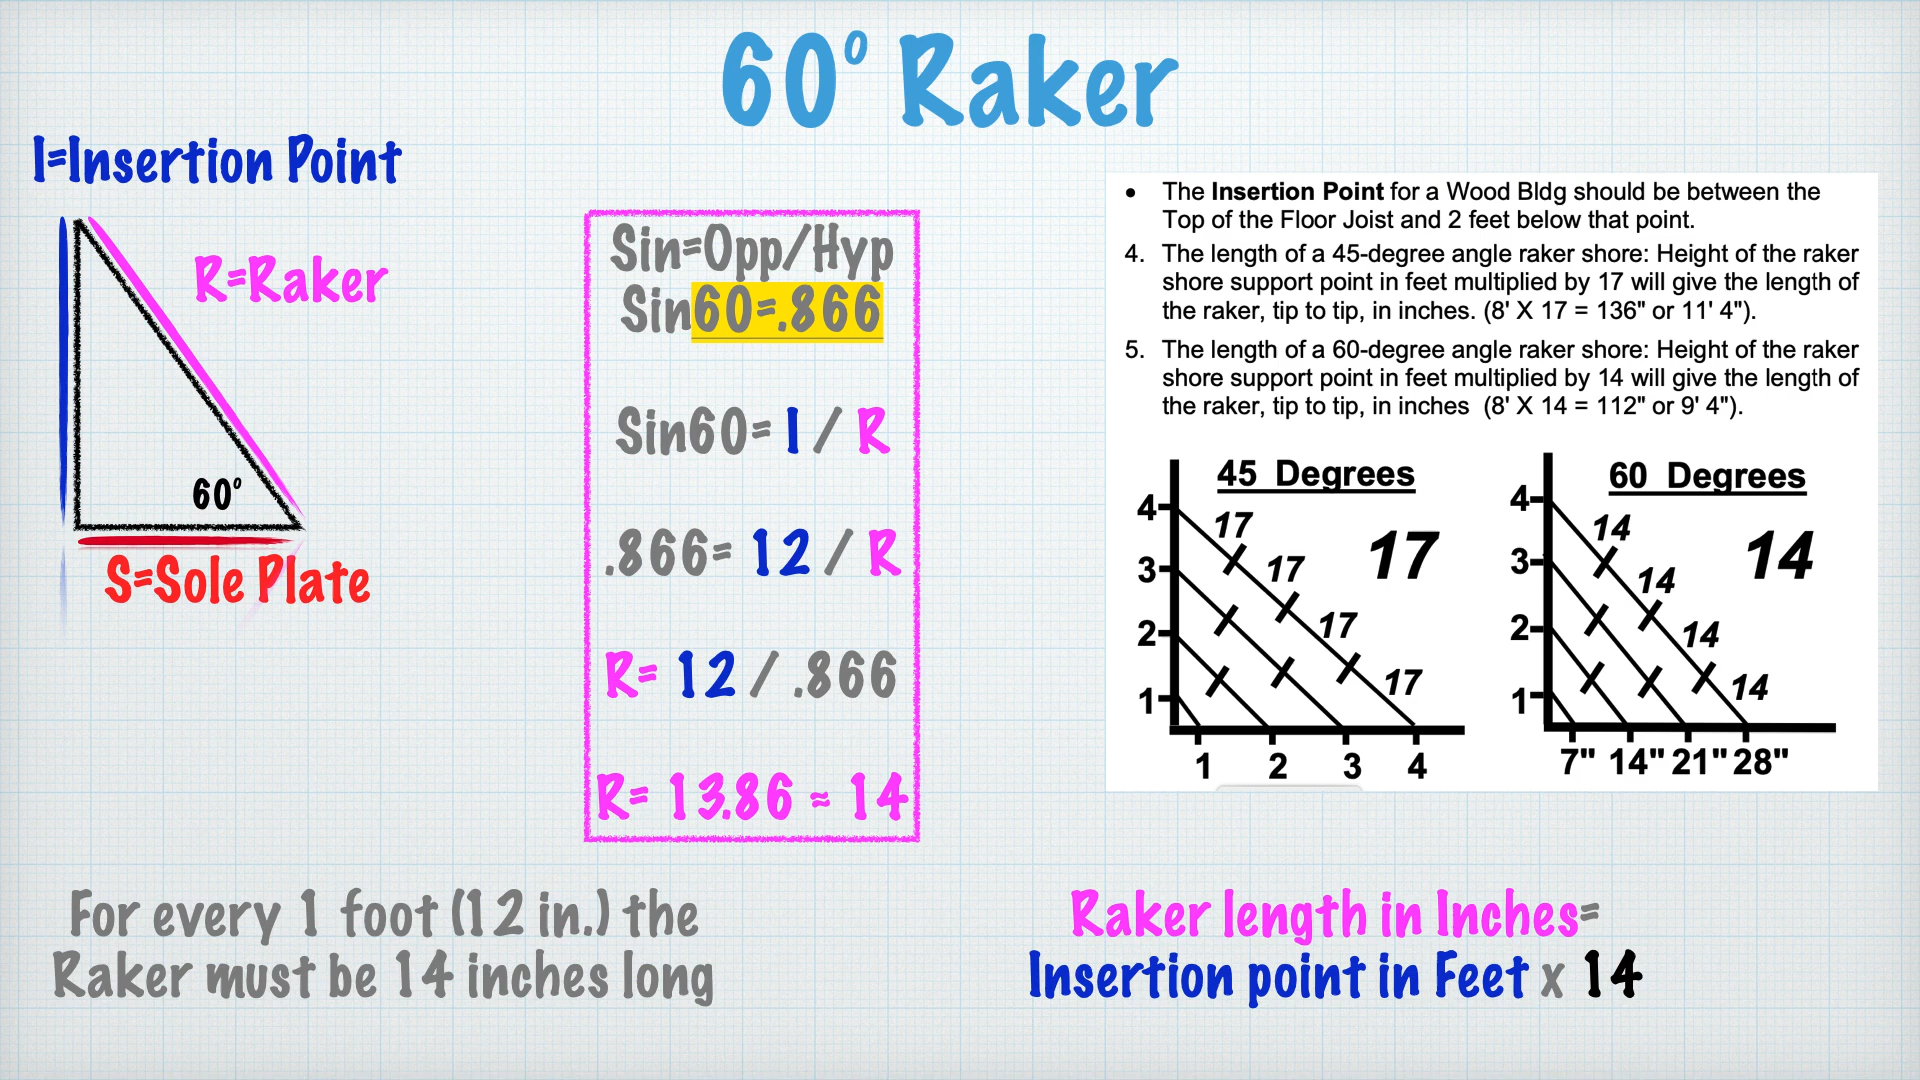 60° Raker
I=Insertion Point
R=Raker
60°
S=Sole Plate
Sin=Opp/Hyp
Sin60=.866
Sin60= I / R
.866= 12 / R
R= 12 / .866
R= 13.86 ≈ 14
• The Insertion Point for a Wood Bldg should be between the
Top of the Floor Joist and 2 feet below that point.
4. The length of a 45-degree angle raker shore: Height of the raker
shore support point in feet multiplied by 17 will give the length of
the raker, tip to tip, in inches. (8' X 17 = 136" or 11' 4").
5. The length of a 60-degree angle raker shore: Height of the raker
shore support point in feet multiplied by 14 will give the length of
the raker, tip to tip, in inches (8' X 14 = 112" or 9' 4").
45 Degrees
17
4
3
2
1
17
17
17
17
1 2 3 4
60 Degrees
14
4
3
2
1
14
14
14
14
7" 14" 21" 28"
For every 1 foot (12 in.) the
Raker must be 14 inches long
Raker length in Inches=
Insertion point in Feet x 14